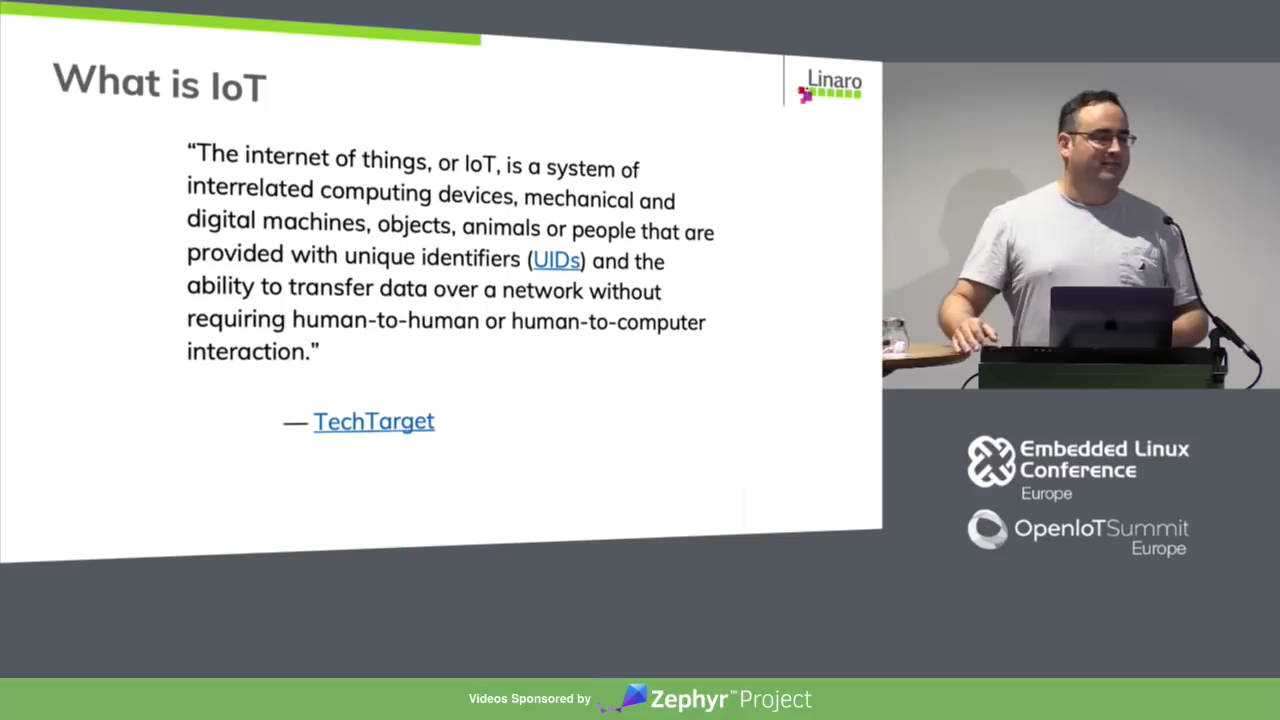 What is IoT
Linaro
“The internet of things, or IoT, is a system of
interrelated computing devices, mechanical and
digital machines, objects, animals or people that are
provided with unique identifiers (UIDs) and the
ability to transfer data over a network without
requiring human-to-human or human-to-computer
interaction.”
— TechTarget
Embedded Linux
Conference
Europe
OpenIoTSummit
Europe
Videos Sponsored by Zephyr™Project